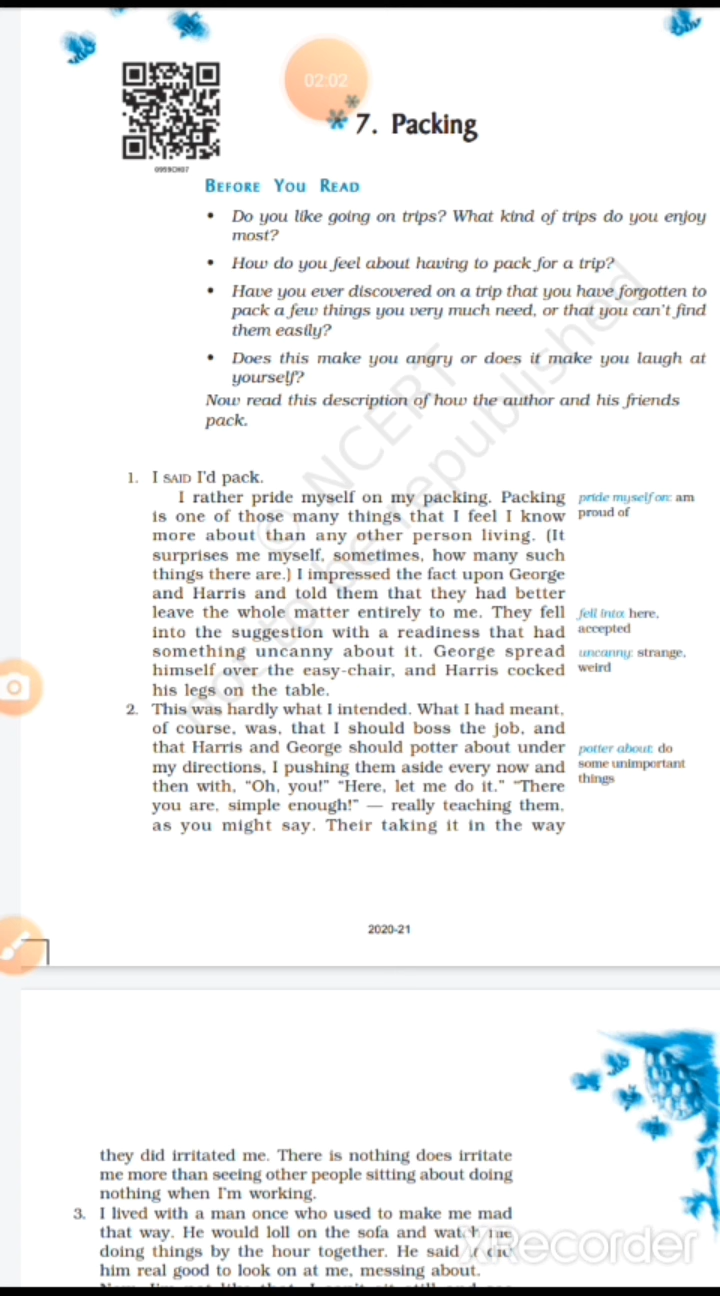 02:02
0959CH07
7. Packing
BEFORE YOU READ
• Do you like going on trips? What kind of trips do you enjoy
most?
• How do you feel about having to pack for a trip?
• Have you ever discovered on a trip that you have forgotten to
pack a few things you very much need, or that you can't find
them easily?
• Does this make you angry or does it make you laugh at
yourself?
Now read this description of how the author and his friends
pack.
© NCERT
not to be republished
1. I SAID I'd pack.
I rather pride myself on my packing. Packing
is one of those many things that I feel I know
more about than any other person living. (It
surprises me myself, sometimes, how many such
things there are.) I impressed the fact upon George
and Harris and told them that they had better
leave the whole matter entirely to me. They fell
into the suggestion with a readiness that had
something uncanny about it. George spread
himself over the easy-chair, and Harris cocked
his legs on the table.
pride myself on: am
proud of
fell into: here,
accepted
uncanny: strange,
weird
2. This was hardly what I intended. What I had meant,
of course, was, that I should boss the job, and
that Harris and George should potter about under
my directions, I pushing them aside every now and
then with, "Oh, you!" "Here, let me do it." "There
you are, simple enough!" — really teaching them,
as you might say. Their taking it in the way
potter about: do
some unimportant
things
2020-21
they did irritated me. There is nothing does irritate
me more than seeing other people sitting about doing
nothing when I'm working.
3. I lived with a man once who used to make me mad
that way. He would loll on the sofa and watch me
doing things by the hour together. He said it did
him real good to look on at me, messing about.
XRecorder